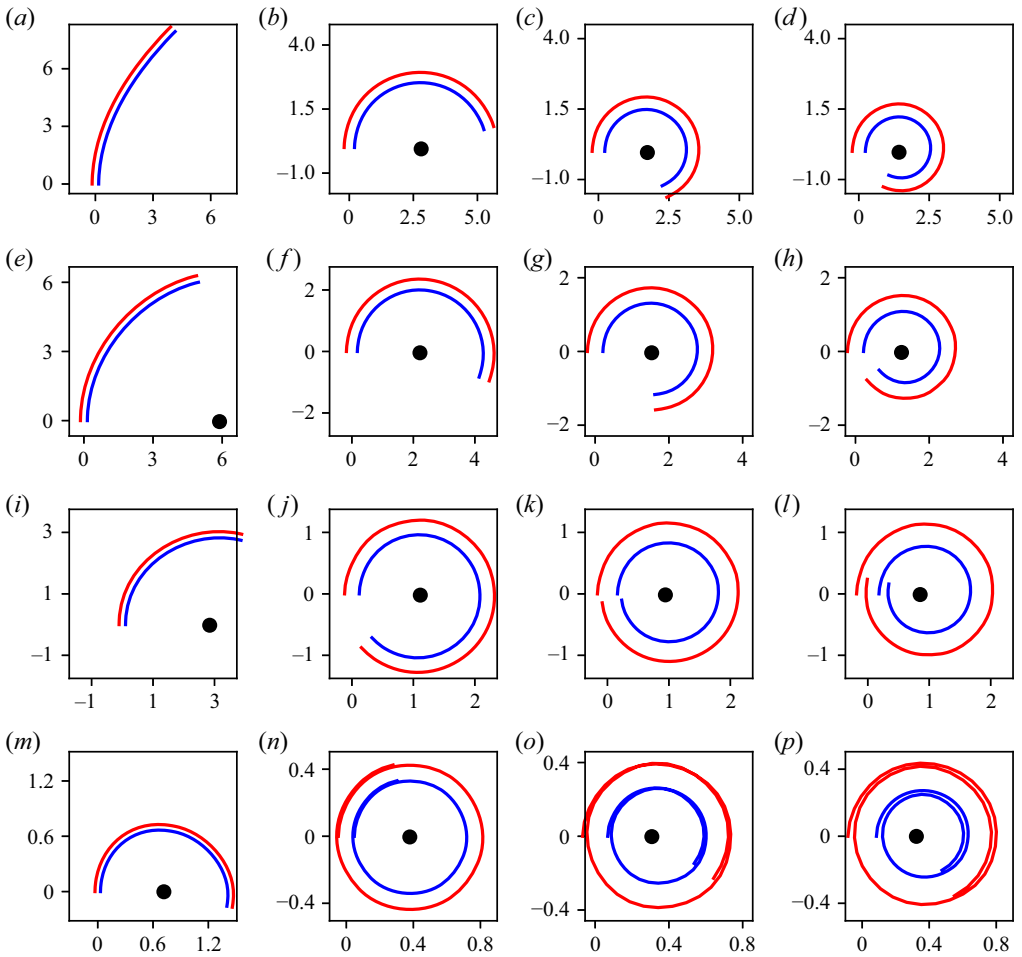 (a) (b) (c) (d)
6 4.0 4.0 4.0
3 1.5 1.5 1.5
0 –1.0 –1.0 –1.0
0 3 6 0 2.5 5.0 0 2.5 5.0 0 2.5 5.0
(e) (f) (g) (h)
6 2 2 2
3 0 0 0
0 –2 –2 –2
0 3 6 0 2 4 0 2 4 0 2 4
(i) (j) (k) (l)
3 1 1 1
1 0 0 0
–1 –1 –1 –1
–1 1 3 0 1 2 0 1 2 0 1 2
(m) (n) (o) (p)
1.2 0.4 0.4 0.4
0.6 0 0 0
0 –0.4 –0.4 –0.4
0 0.6 1.2 0 0.4 0.8 0 0.4 0.8 0 0.4 0.8